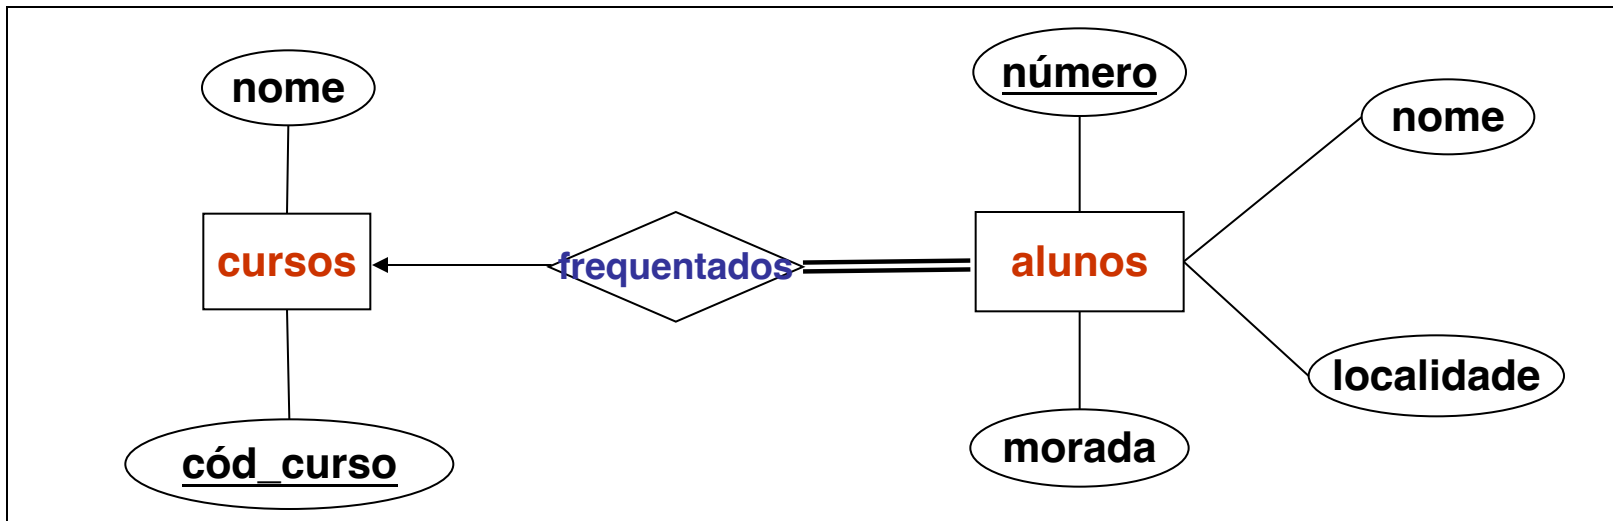 nome
número
nome
cursos
frequentados
alunos
localidade
cód_curso
morada